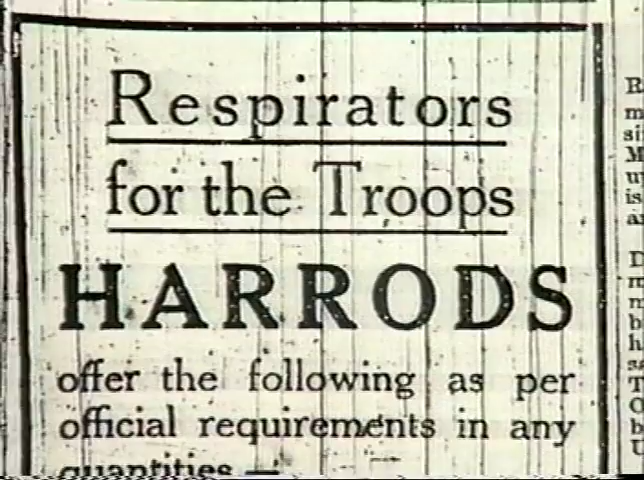 Respirators
for the Troops
HARRODS
offer the following as per
official requirements in any
quantities —